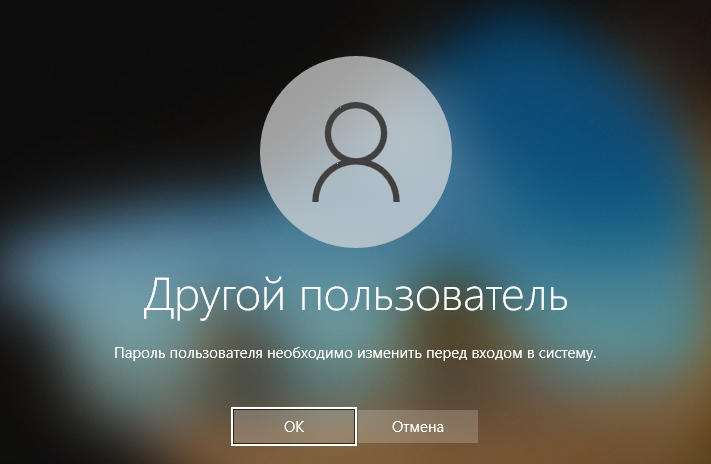 Другой пользователь
Пароль пользователя необходимо изменить перед входом в систему.
ОК
Отмена